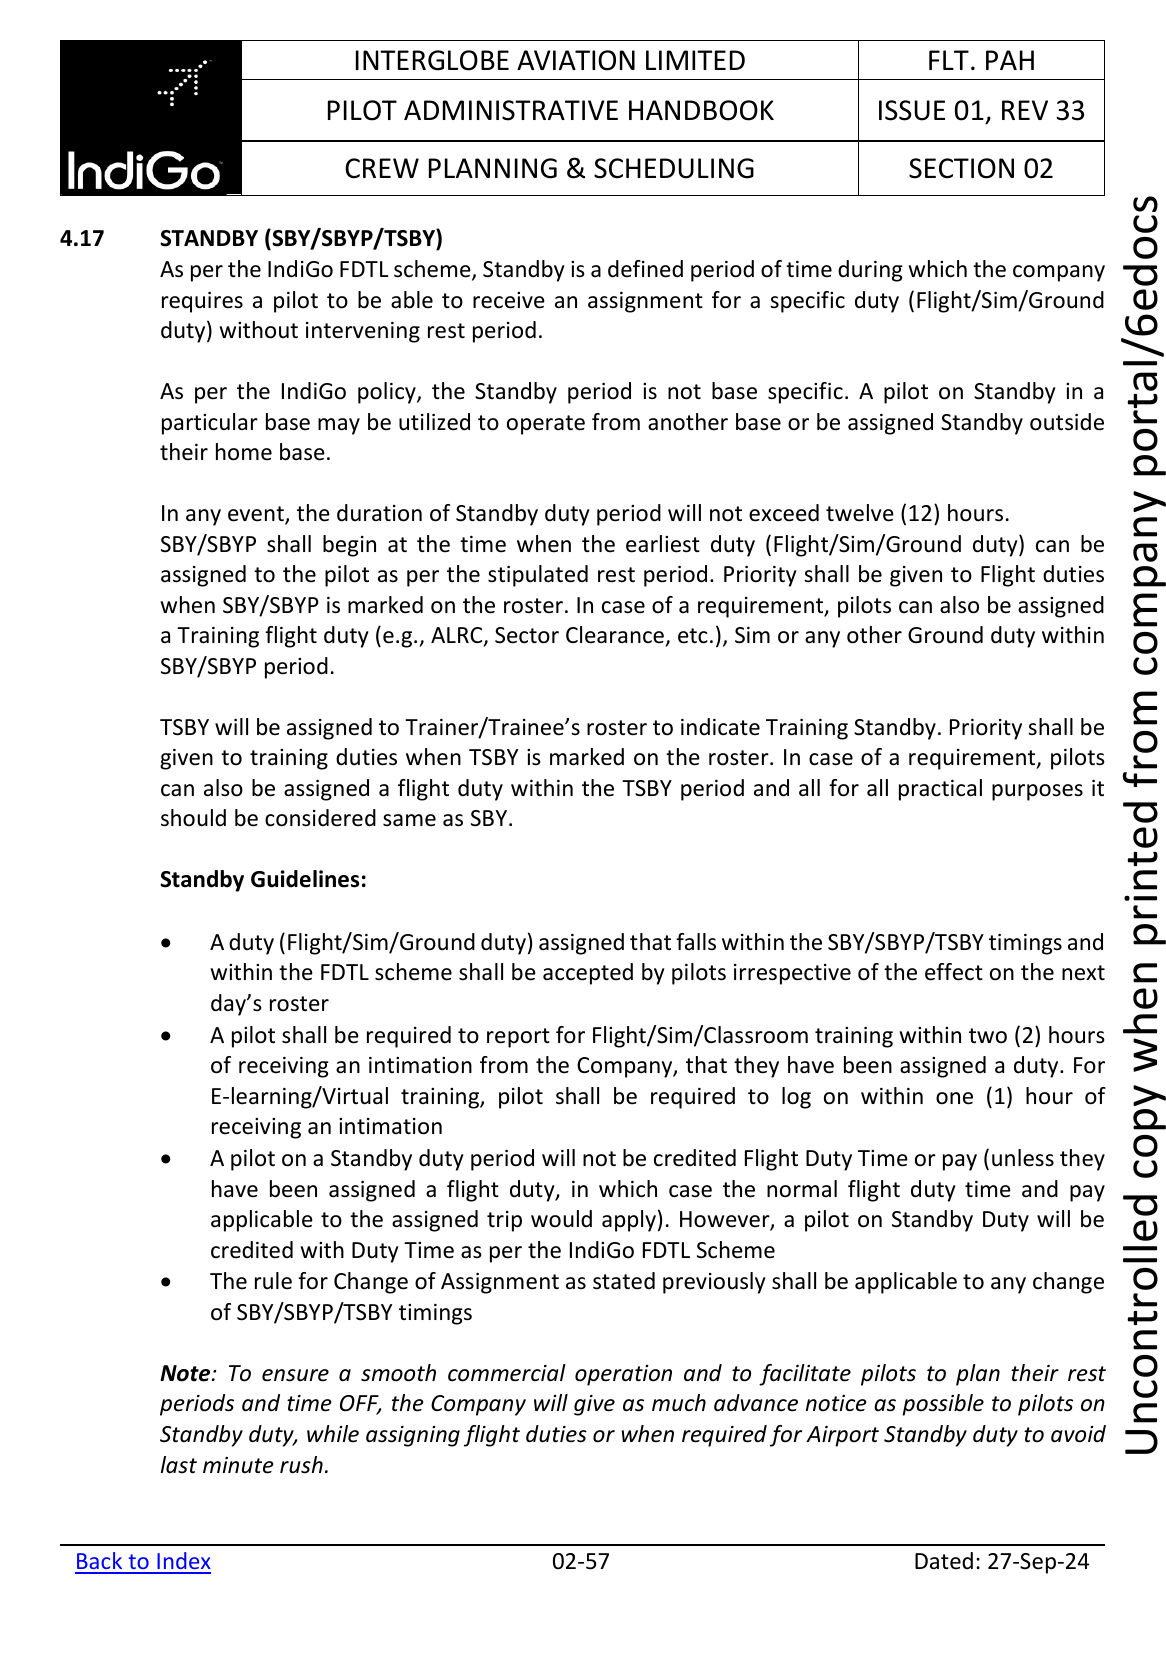 INTERGLOBE AVIATION LIMITED
FLT. PAH
PILOT ADMINISTRATIVE HANDBOOK
ISSUE 01, REV 33
IndiGo
CREW PLANNING & SCHEDULING
SECTION 02
4.17 STANDBY (SBY/SBYP/TSBY)
As per the IndiGo FDTL scheme, Standby is a defined period of time during which the company
requires a pilot to be able to receive an assignment for a specific duty (Flight/Sim/Ground
duty) without intervening rest period.
As per the IndiGo policy, the Standby period is not base specific. A pilot on Standby in a
particular base may be utilized to operate from another base or be assigned Standby outside
their home base.
In any event, the duration of Standby duty period will not exceed twelve (12) hours.
SBY/SBYP shall begin at the time when the earliest duty (Flight/Sim/Ground duty) can be
assigned to the pilot as per the stipulated rest period. Priority shall be given to Flight duties
when SBY/SBYP is marked on the roster. In case of a requirement, pilots can also be assigned
a Training flight duty (e.g., ALRC, Sector Clearance, etc.), Sim or any other Ground duty within
SBY/SBYP period.
TSBY will be assigned to Trainer/Trainee’s roster to indicate Training Standby. Priority shall be
given to training duties when TSBY is marked on the roster. In case of a requirement, pilots
can also be assigned a flight duty within the TSBY period and all for all practical purposes it
should be considered same as SBY.
Standby Guidelines:
• A duty (Flight/Sim/Ground duty) assigned that falls within the SBY/SBYP/TSBY timings and
within the FDTL scheme shall be accepted by pilots irrespective of the effect on the next
day’s roster
• A pilot shall be required to report for Flight/Sim/Classroom training within two (2) hours
of receiving an intimation from the Company, that they have been assigned a duty. For
E-learning/Virtual training, pilot shall be required to log on within one (1) hour of
receiving an intimation
• A pilot on a Standby duty period will not be credited Flight Duty Time or pay (unless they
have been assigned a flight duty, in which case the normal flight duty time and pay
applicable to the assigned trip would apply). However, a pilot on Standby Duty will be
credited with Duty Time as per the IndiGo FDTL Scheme
• The rule for Change of Assignment as stated previously shall be applicable to any change
of SBY/SBYP/TSBY timings
Note: To ensure a smooth commercial operation and to facilitate pilots to plan their rest
periods and time OFF, the Company will give as much advance notice as possible to pilots on
Standby duty, while assigning flight duties or when required for Airport Standby duty to avoid
last minute rush.
Back to Index
02-57
Dated: 27-Sep-24
Uncontrolled copy when printed from company portal/6edocs